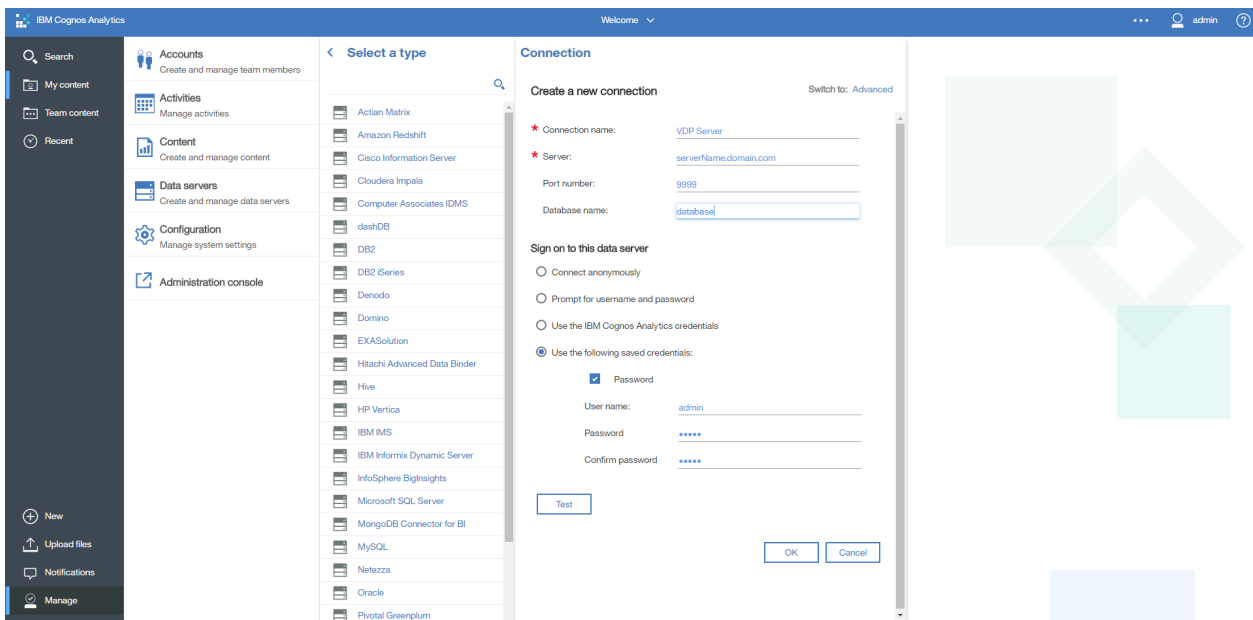 IBM Cognos Analytics
Welcome
admin
Search
My content
Team content
Recent
New
Upload files
Notifications
Manage
Accounts
Create and manage team members
Activities
Manage activities
Content
Create and manage content
Data servers
Create and manage data servers
Configuration
Manage system settings
Administration console
Select a type
Actian Matrix
Amazon Redshift
Cisco Information Server
Cloudera Impala
Computer Associates IDMS
dashDB
DB2
DB2 iSeries
Denodo
Domino
EXASolution
Hitachi Advanced Data Binder
Hive
HP Vertica
IBM IMS
IBM Informix Dynamic Server
InfoSphere BigInsights
Microsoft SQL Server
MongoDB Connector for BI
MySQL
Netezza
Oracle
Pivotal Greenplum
Connection
Create a new connection
Switch to: Advanced
* Connection name: VDP Server
* Server: serverName.domain.com
Port number: 9999
Database name: database
Sign on to this data server
Connect anonymously
Prompt for username and password
Use the IBM Cognos Analytics credentials
Use the following saved credentials:
Password
User name: admin
Password •••••
Confirm password •••••
Test
OK Cancel